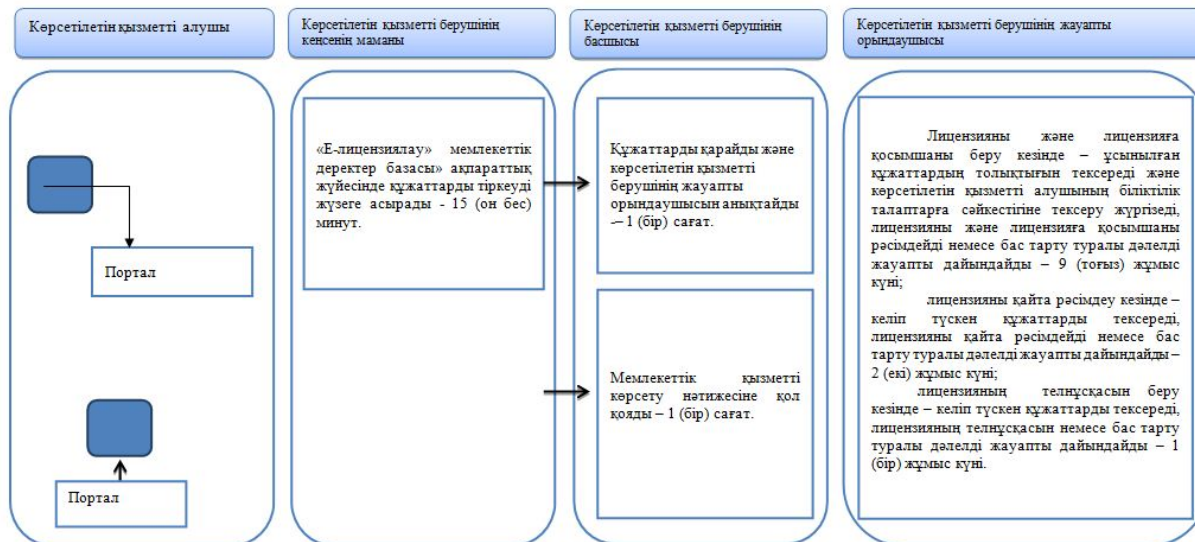 Көрсетілетін қызметті алушы
Көрсетілетін қызметті берушінің
кеңсенің маманы
Көрсетілетін қызметті берушінің
басшысы
Көрсетілетін қызметті берушінің жауапты
орындаушысы
Портал
Портал
«Е-лицензиялау» мемлекеттік
деректер базасы» ақпараттық
жүйесінде құжаттарды тіркеуді
жүзеге асырады - 15 (он бес)
минут.
Құжаттарды қарайды және
көрсетілетін қызметті
берушінің жауапты
орындаушысын анықтайды
-– 1 (бір) сағат.
Мемлекеттік қызметті
көрсету нәтижесіне қол
қояды – 1 (бір) сағат.
Лицензияны және лицензияға
қосымшаны беру кезінде – ұсынылған
құжаттардың толықтығын тексереді
және көрсетілетін қызметті алушының біліктілік
талаптарға сәйкестігіне тексеру жүргізеді,
лицензияны және лицензияға қосымшаны
рәсімдейді немесе бас тарту туралы дәлелді
жауапты дайындайды – 9 (тоғыз) жұмыс
күні;
лицензияны қайта рәсімдеу кезінде –
келіп түскен құжаттарды тексереді,
лицензияны қайта рәсімдейді немесе бас
тарту туралы дәлелді жауапты дайындайды –
2 (екі) жұмыс күні;
лицензияның телнұсқасын беру
кезінде – келіп түскен құжаттарды тексереді,
лицензияның телнұсқасын немесе бас тарту
туралы дәлелді жауапты дайындайды – 1
(бір) жұмыс күні.